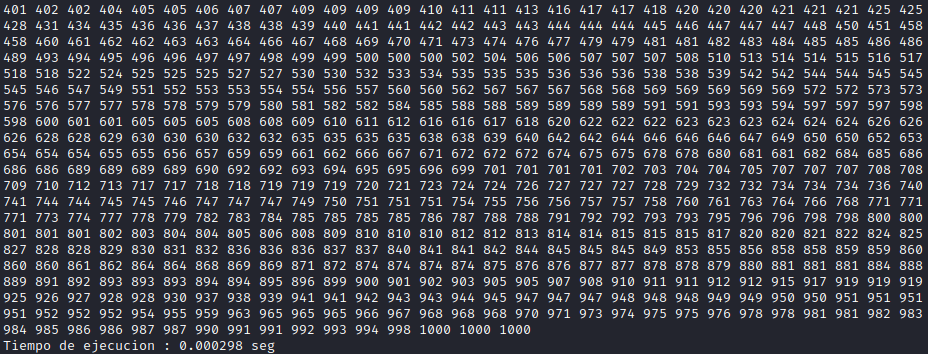 401 402 402 404 405 405 406 407 407 409 409 409 409 410 411 411 413 416 417 417 418 420 420 420 421 421 421 425 425
428 431 434 435 436 436 437 438 438 439 440 441 441 442 442 443 443 444 444 444 445 446 447 447 447 448 450 451 458
458 460 461 462 462 463 463 464 466 467 468 469 470 471 473 474 476 477 479 479 481 481 482 483 484 485 485 486 486
489 493 494 495 496 496 497 497 498 499 499 500 500 500 502 504 506 506 507 507 507 508 510 513 514 514 515 516 517
518 518 522 524 525 525 525 527 527 530 530 532 533 534 535 535 535 536 536 536 538 538 539 542 542 544 544 545 545
545 546 547 549 551 552 553 553 554 554 556 557 560 560 562 567 567 567 568 568 569 569 569 569 569 572 572 573 573
576 576 577 577 578 578 579 579 580 581 582 582 584 585 588 588 589 589 589 589 591 591 593 593 594 597 597 597 598
598 600 601 601 605 605 605 608 608 609 610 611 612 616 616 617 618 620 622 622 622 623 623 623 624 624 624 626 626
626 628 628 629 630 630 630 632 632 635 635 635 635 638 638 639 640 642 642 644 646 646 646 647 649 650 650 652 653
654 654 654 655 655 656 657 659 659 661 662 666 667 671 672 672 672 674 675 675 678 678 680 681 681 682 684 685 686
686 686 689 689 689 689 690 692 692 693 694 695 695 696 699 701 701 701 701 702 703 704 704 705 707 707 707 708 708
709 710 712 713 717 717 718 718 719 719 719 720 721 723 724 724 726 727 727 727 728 729 732 732 734 734 734 736 740
741 744 744 745 745 746 747 747 747 749 750 751 751 751 754 755 756 756 757 757 758 760 761 763 764 766 768 771 771
771 773 774 777 778 779 782 783 784 785 785 785 785 786 787 788 788 791 792 792 793 793 795 796 796 798 798 800 800
801 801 801 802 803 804 804 805 806 808 809 810 810 810 812 812 813 814 814 815 815 815 817 820 820 821 822 824 825
827 828 828 829 830 831 832 836 836 836 837 837 840 841 841 842 844 845 845 845 849 853 855 856 858 858 859 859 860
860 860 861 862 864 864 868 869 869 871 872 874 874 874 874 875 876 876 877 877 878 878 879 880 881 881 881 884 888
889 891 892 893 893 893 894 894 895 896 899 900 901 902 903 905 905 907 908 910 911 911 912 912 915 917 919 919 919
925 926 927 928 928 930 937 938 939 941 941 942 943 943 944 945 947 947 947 948 948 948 949 949 950 950 951 951 951
951 952 952 952 954 955 959 963 965 965 965 965 966 967 968 968 968 970 971 973 974 975 975 975 976 978 978 981 981 982 983
984 985 986 986 987 987 990 991 991 992 993 994 998 1000 1000 1000
Tiempo de ejecucion : 0.000298 seg